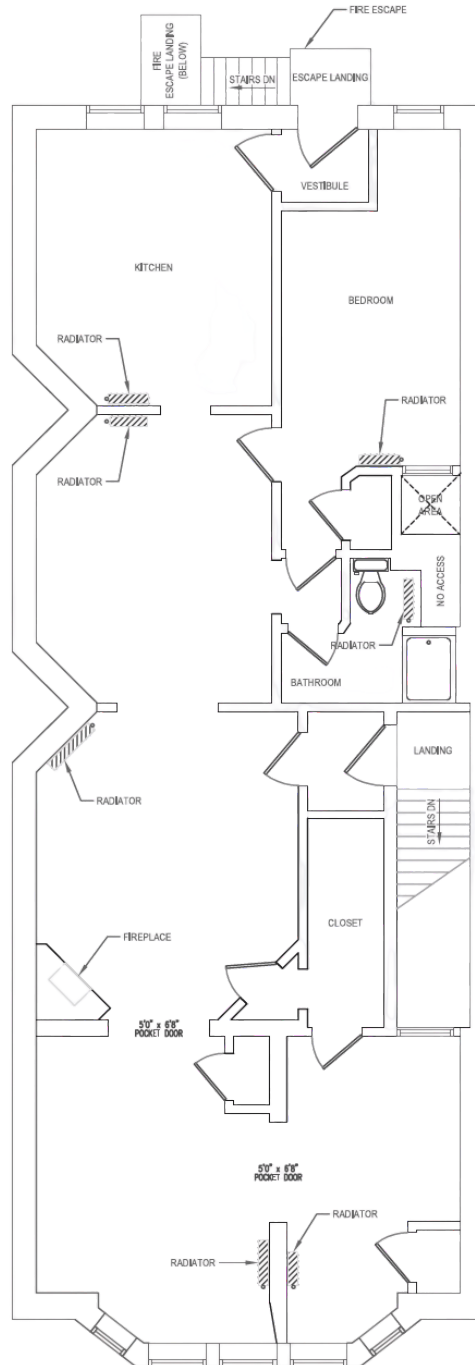 FIRE ESCAPE
FIRE
ESCAPE LANDING
(BELOW)
STAIRS DN
ESCAPE LANDING
VESTIBULE
KITCHEN
BEDROOM
RADIATOR
RADIATOR
RADIATOR
OPEN
AREA
NO ACCESS
RADIATOR
BATHROOM
LANDING
RADIATOR
STAIRS DN
CLOSET
FIREPLACE
5'0" x 6'8"
POCKET DOOR
5'0" x 6'8"
POCKET DOOR
RADIATOR
RADIATOR